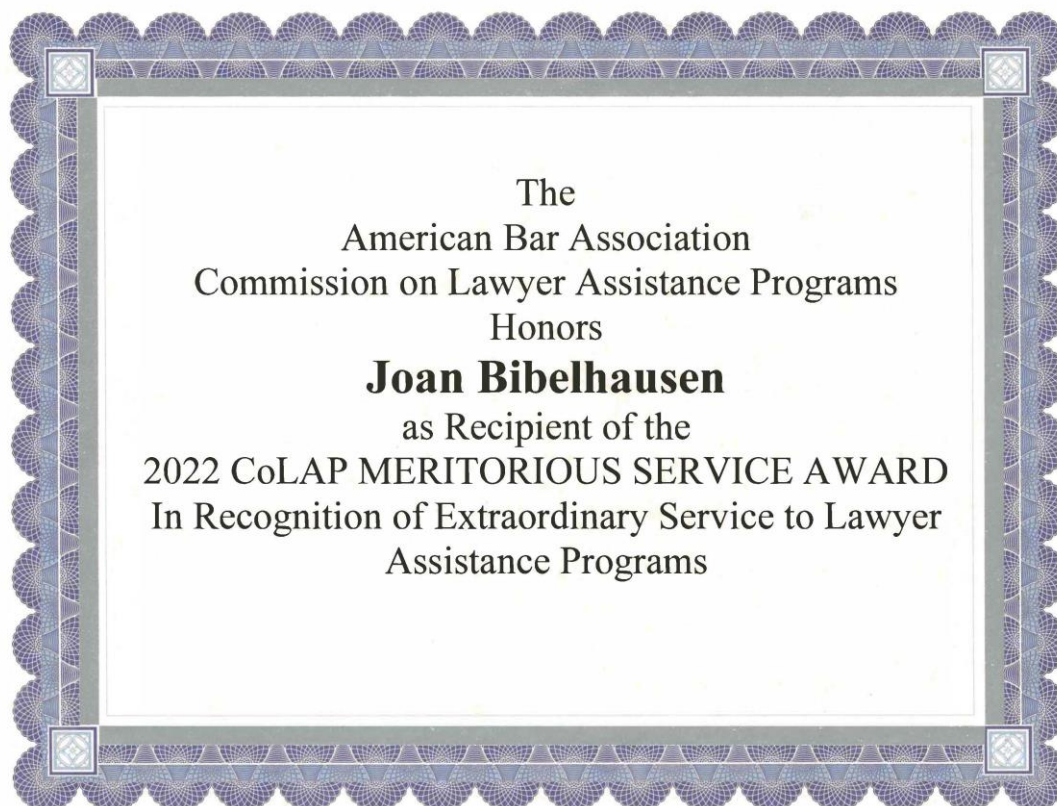 The
American Bar Association
Commission on Lawyer Assistance Programs
Honors
Joan Bibelhausen
as Recipient of the
2022 CoLAP MERITORIOUS SERVICE AWARD
In Recognition of Extraordinary Service to Lawyer
Assistance Programs